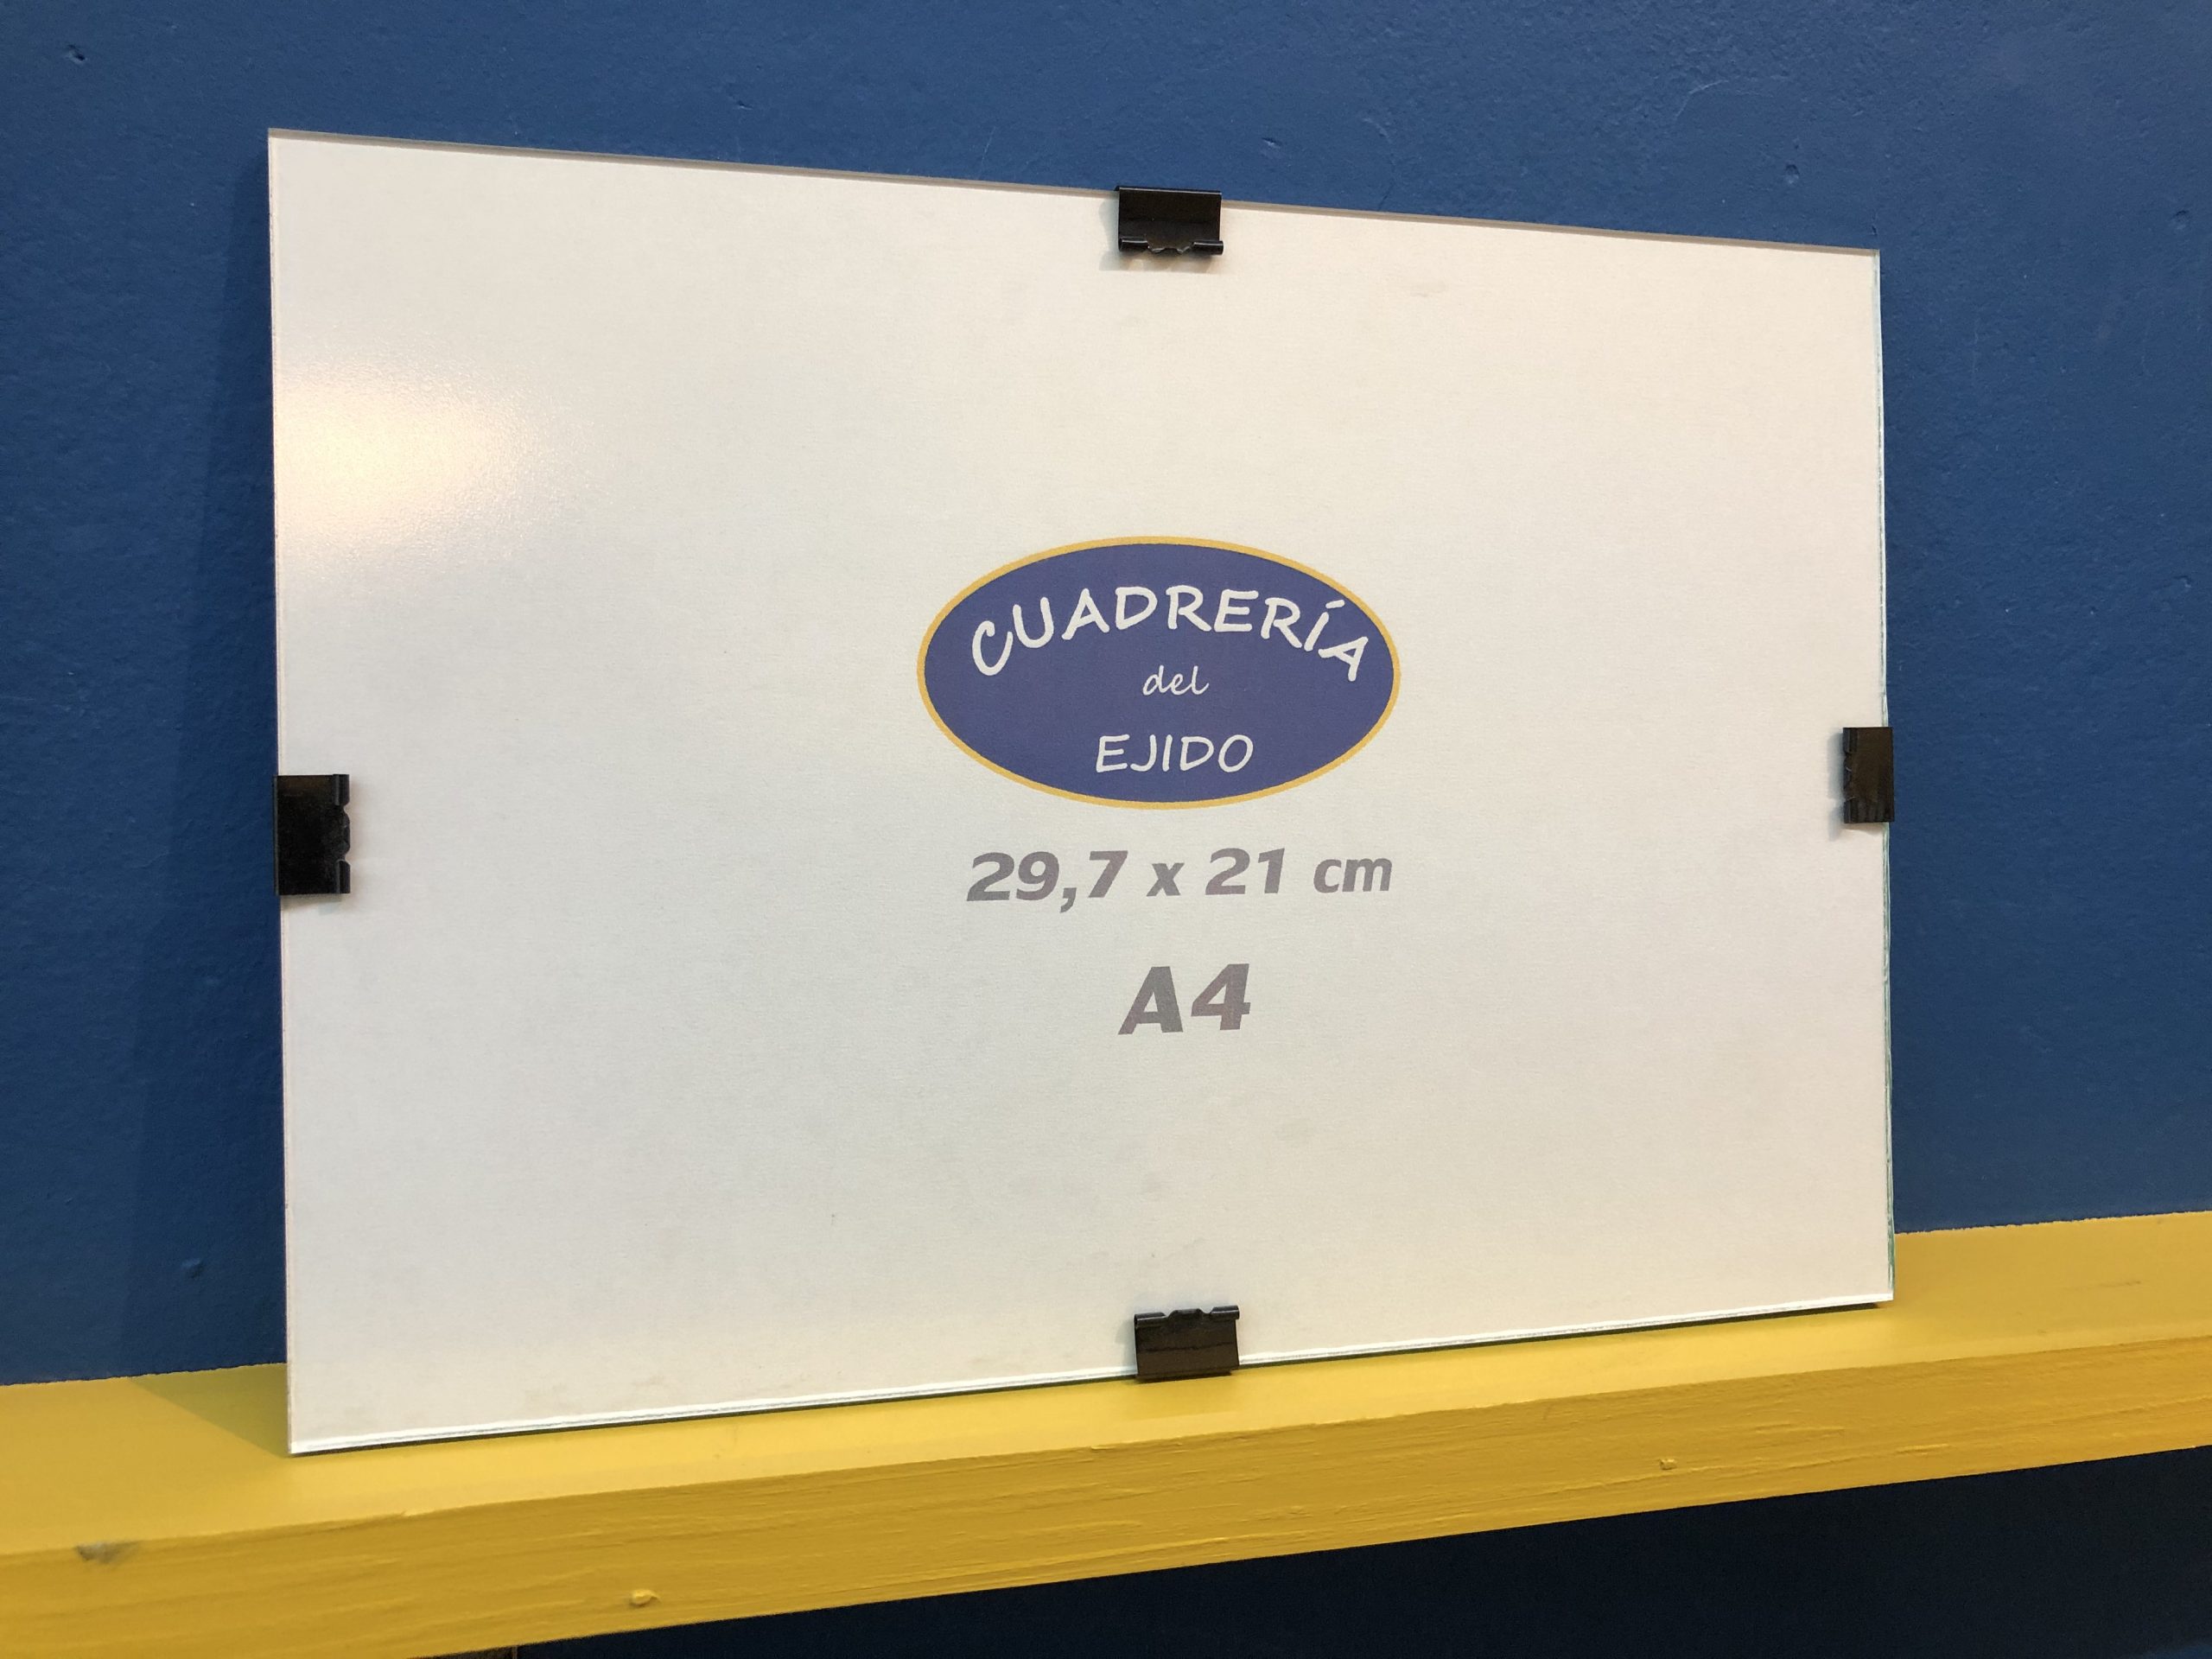 CUADRERÍA
del
EJIDO
29,7 x 21 cm
A4